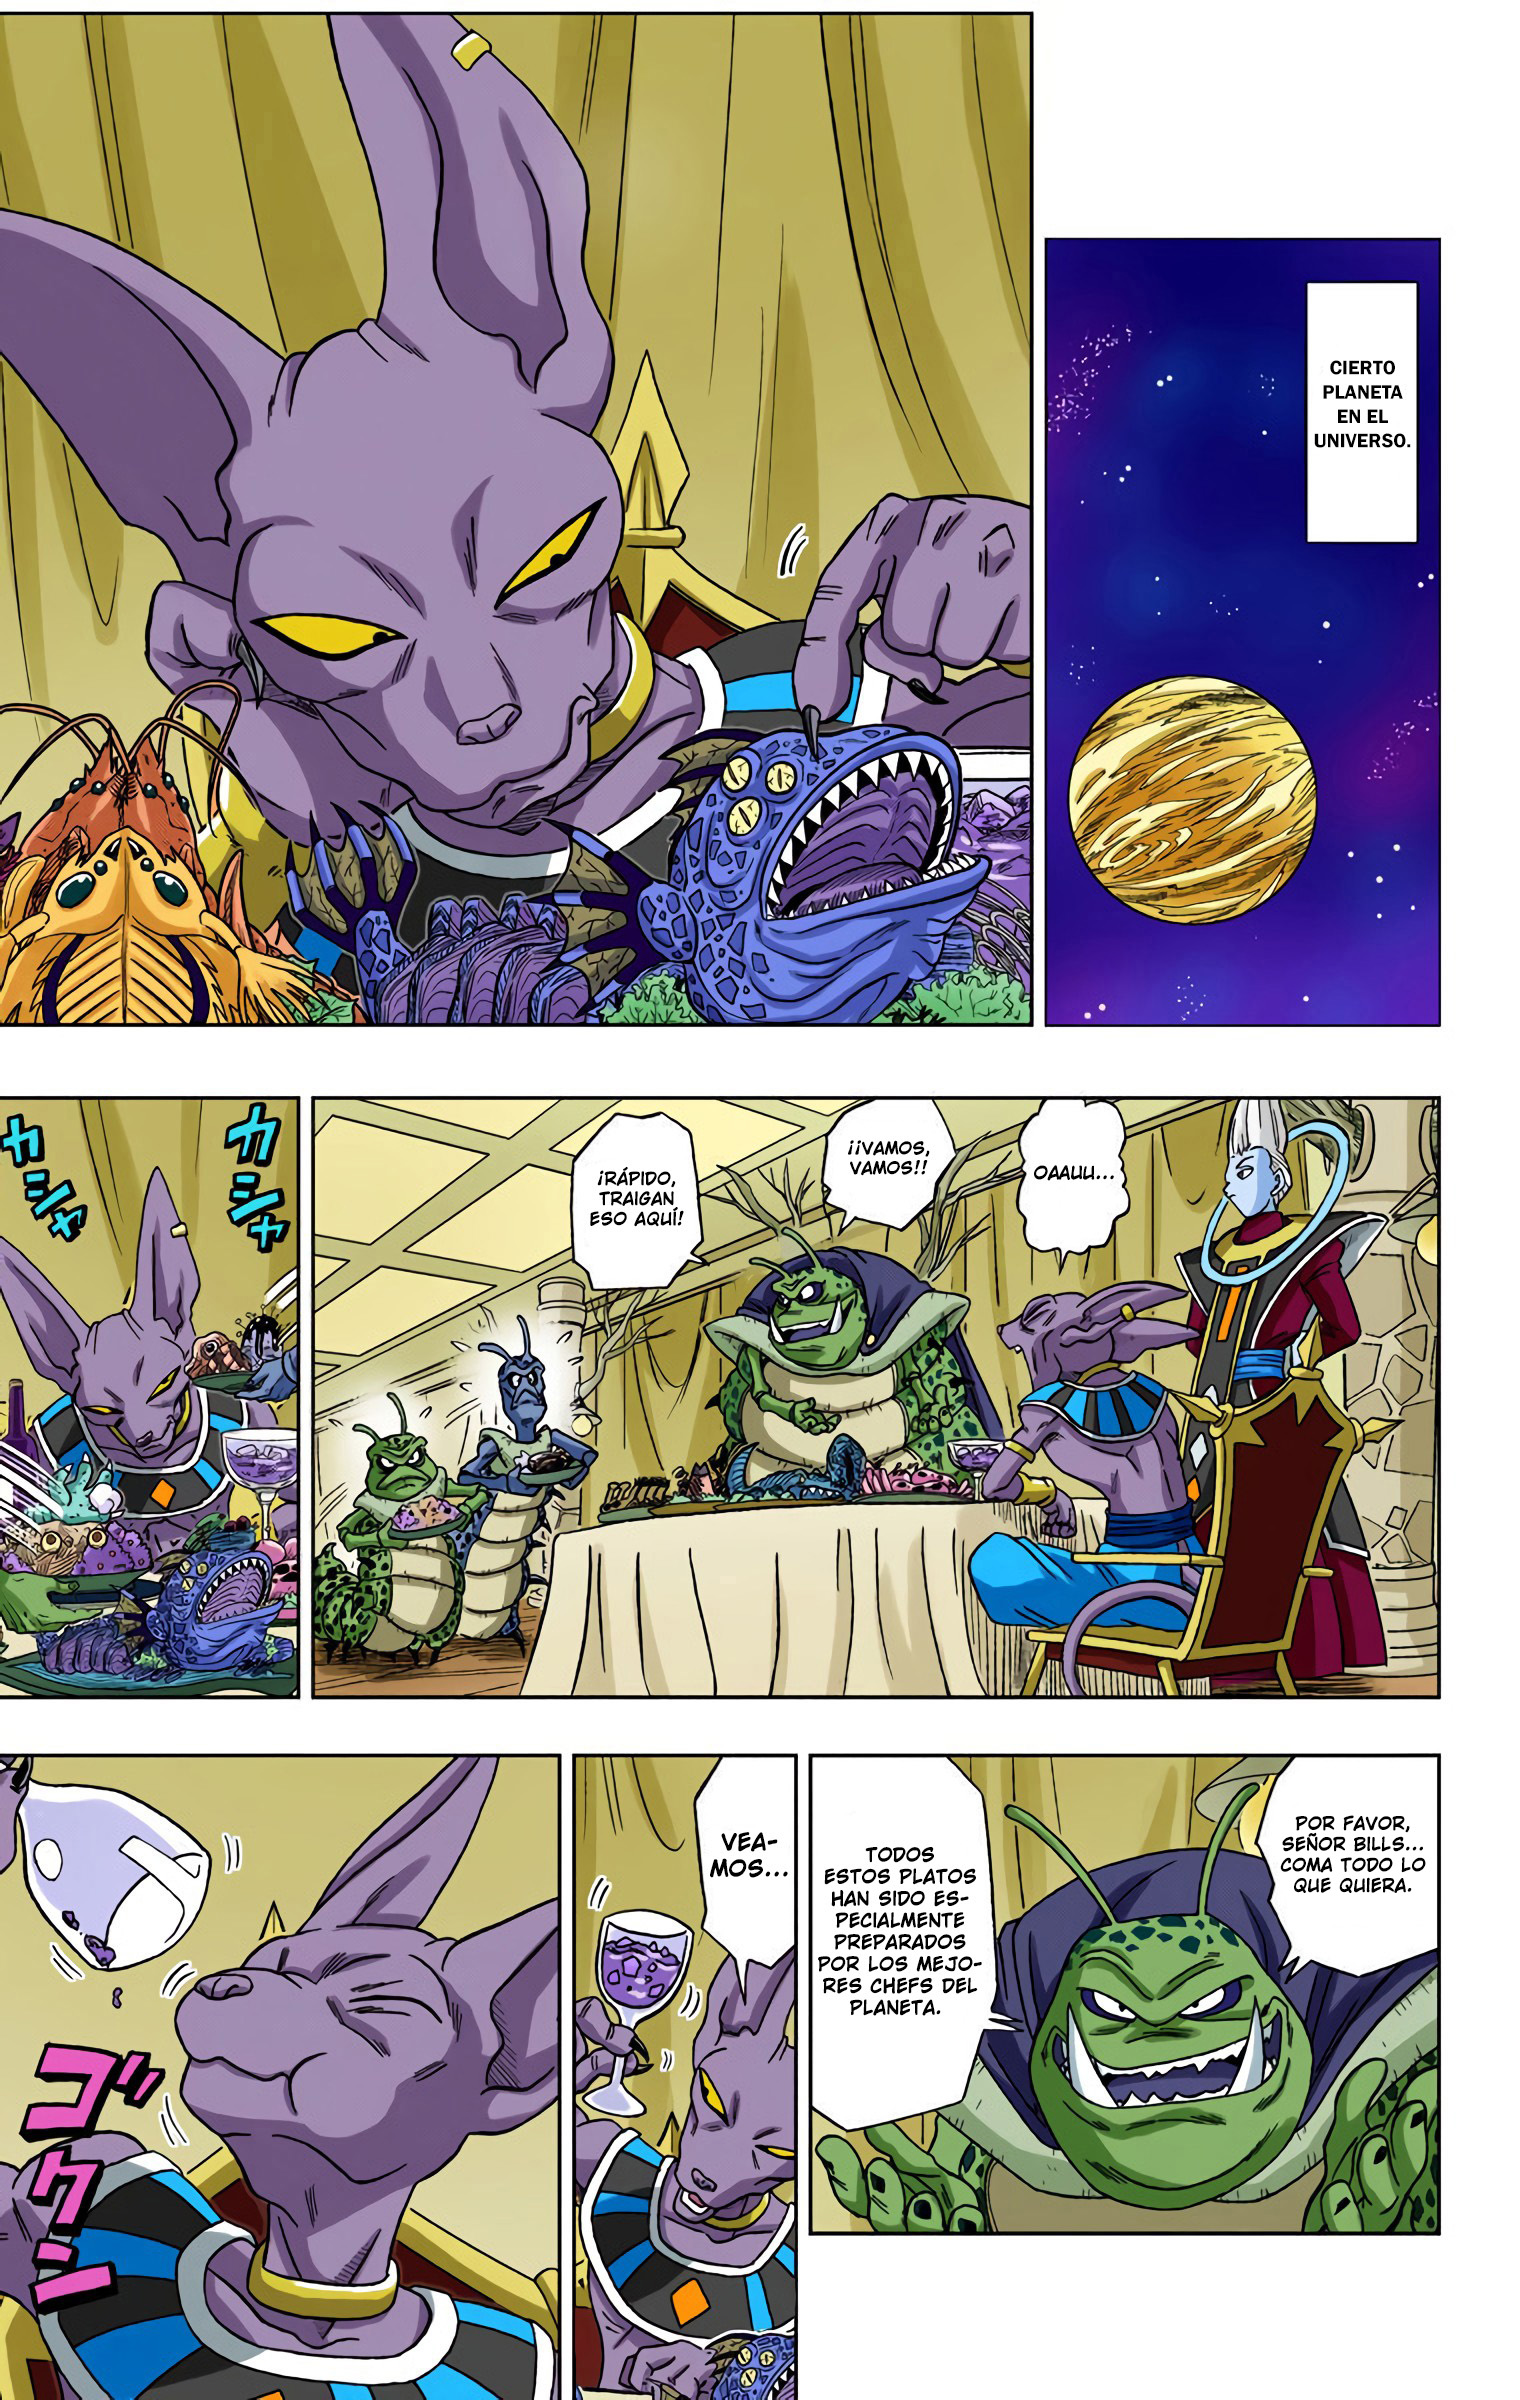 CIERTO
PLANETA
EN EL
UNIVERSO.
OAAUU...
¡¡VAMOS,
VAMOS!!
¡RÁPIDO,
TRAIGAN
ESO AQUÍ!
カシャ
カシャ
POR FAVOR,
SEÑOR BILLS...
COMA TODO LO
QUE QUIERA.
TODOS
ESTOS PLATOS
HAN SIDO ES-
PECIALMENTE
PREPARADOS
POR LOS MEJO-
RES CHEFS DEL
PLANETA.
VEA-
MOS...
ゴクン